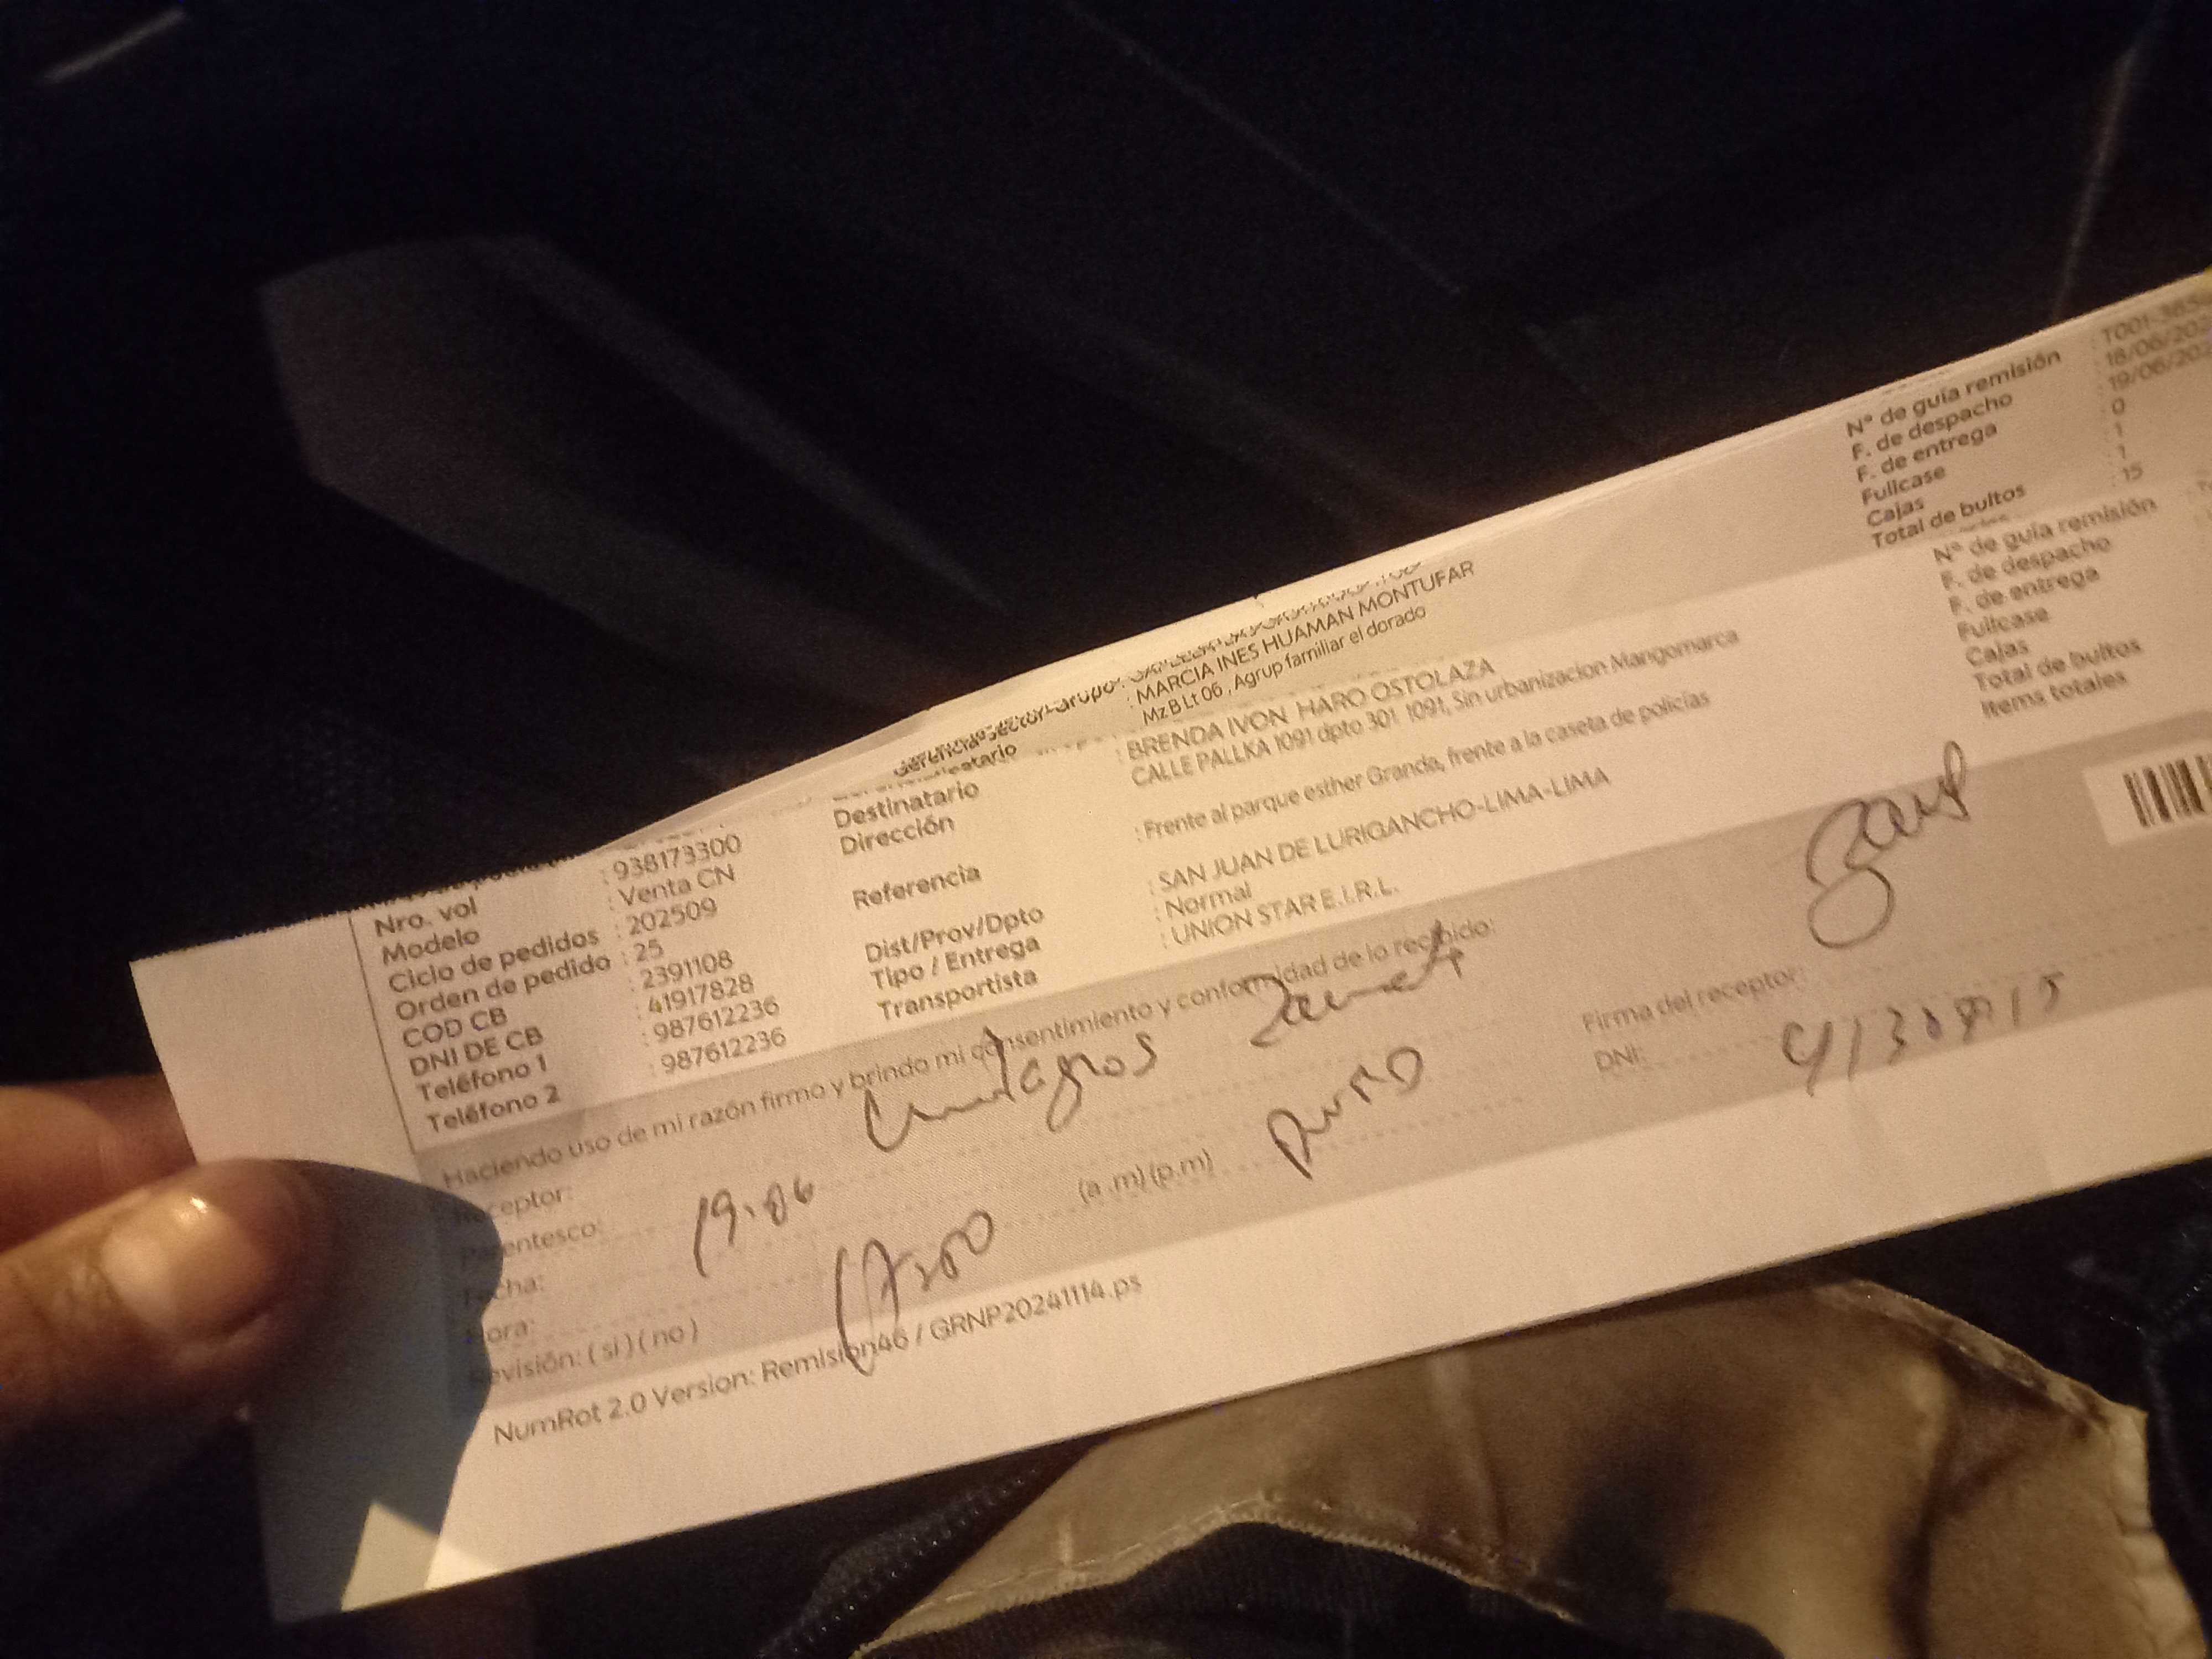 MARCIA INES HUAMAN MONTUFAR
Mz B Lt 06 , Agrup familiar el dorado
N° de guía remisión : T001-
F. de despacho : 18/06/
F. de entrega : 19/06/
Fullcase : 0
Cajas : 1
Total de bultos : 1
15
Nro. vol : 938173300
Modelo : Venta CN
Ciclo de pedidos : 202509
Orden de pedido : 25
COD CB : 2391108
DNI DE CB : 41917828
Teléfono 1 : 987612236
Teléfono 2 : 987612236
Destinatario : BRENDA IVON HARO OSTOLAZA
Dirección : CALLE PALLKA 1091 dpto 301 1091, Sin urbanizacion Mangomarca
Referencia : Frente al parque esther Granda, frente a la caseta de policías
Dist/Prov/Dpto : SAN JUAN DE LURIGANCHO-LIMA-LIMA
Tipo / Entrega : Normal
Transportista : UNION STAR E.I.R.L.
N° de guía remisión
F. de despacho
F. de entrega
Fullcase
Cajas
Total de bultos
Items totales
Haciendo uso de mi razón firmo y brindo mi consentimiento y conformidad de lo recibido:
Receptor: Milagros
Parentesco:
Fecha: 19.06
Hora: (a .m) (p.m)
Revisión: ( si ) ( no )
Firma del receptor:
DNI:
NumRot 2.0 Version: Remision46 / GRNP20241114.ps